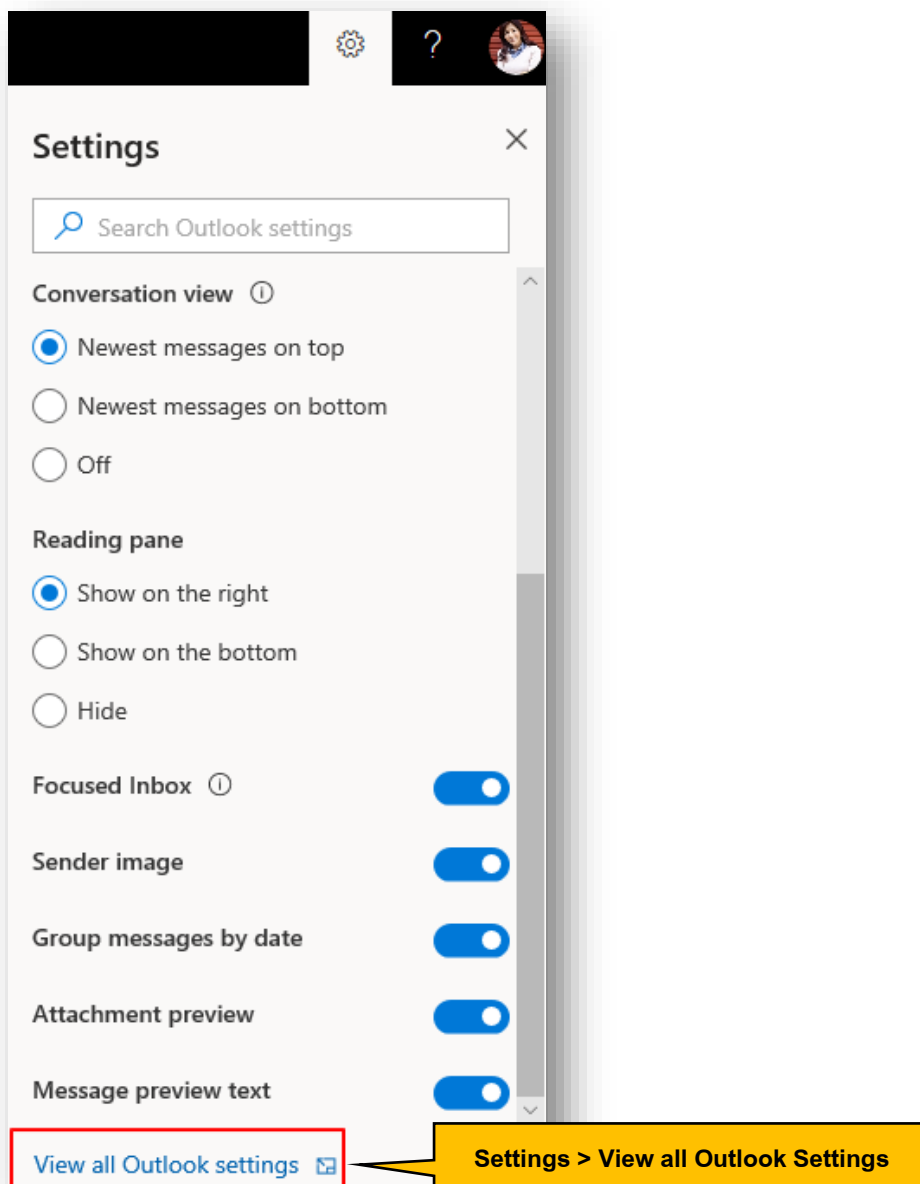 ?
Settings
Search Outlook settings
Conversation view
Newest messages on top
Newest messages on bottom
Off
Reading pane
Show on the right
Show on the bottom
Hide
Focused Inbox
Sender image
Group messages by date
Attachment preview
Message preview text
View all Outlook settings
Settings > View all Outlook Settings